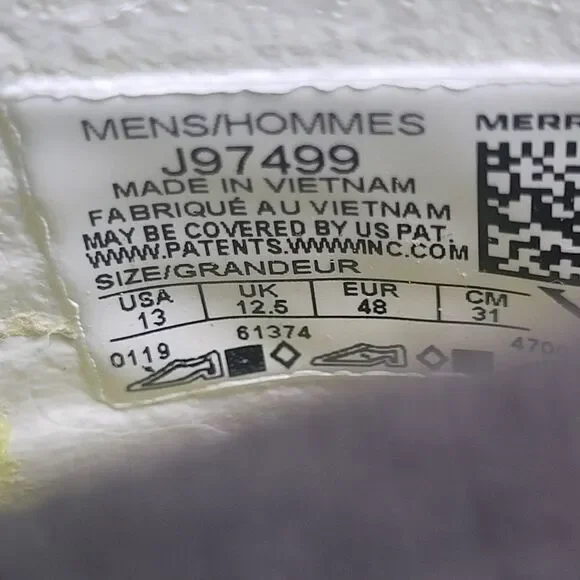 MENS/HOMMES
MERR
J97499
MADE IN VIETNAM
FABRIQUÉ AU VIETNAM
MAY BE COVERED BY US PAT.
WWW.PATENTS.WWWMNC.COM
SIZE/GRANDEUR
USA UK EUR CM
13 12.5 48 31
61374
0119 470